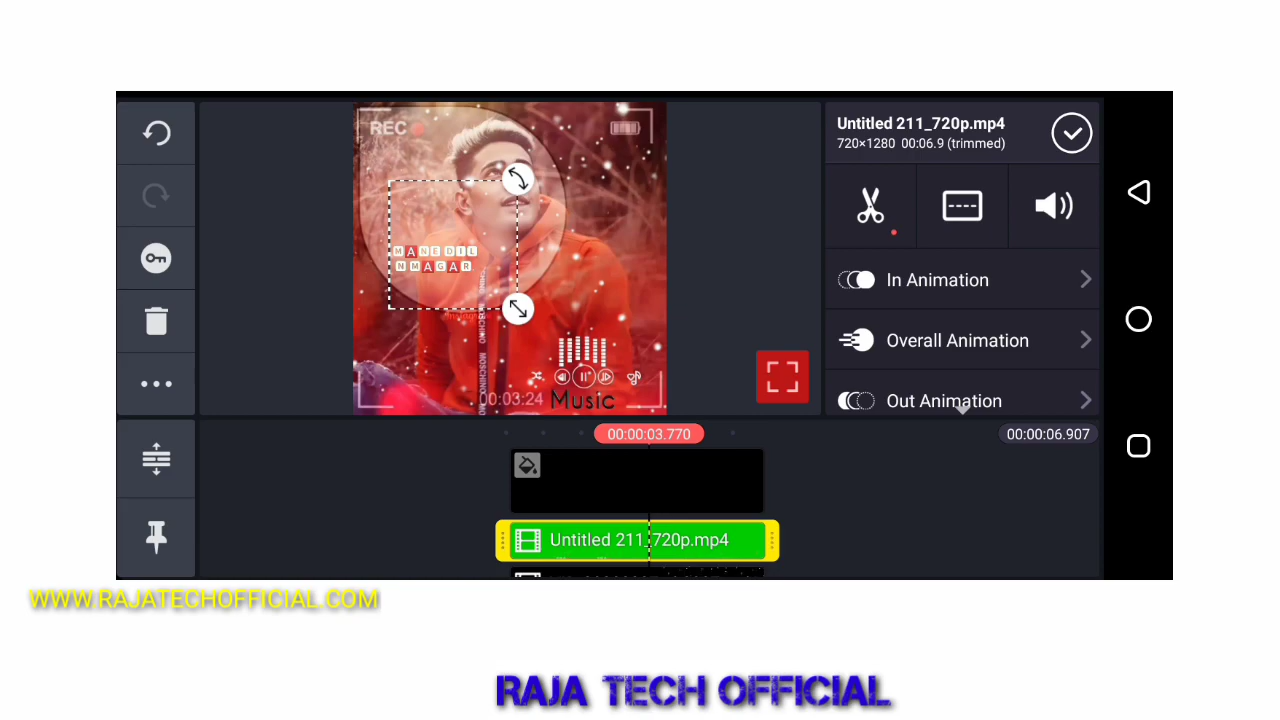 REC
Untitled 211_720p.mp4
720×1280 00:06.9 (trimmed)
MANE DIL
NMAGAR
MOSCHINO
In Animation
Overall Animation
Out Animation
00:03:24
Music
00:00:03.770
00:00:06.907
Untitled 211_720p.mp4
WWW.RAJATECHOFFICIAL.COM
RAJA TECH OFFICIAL